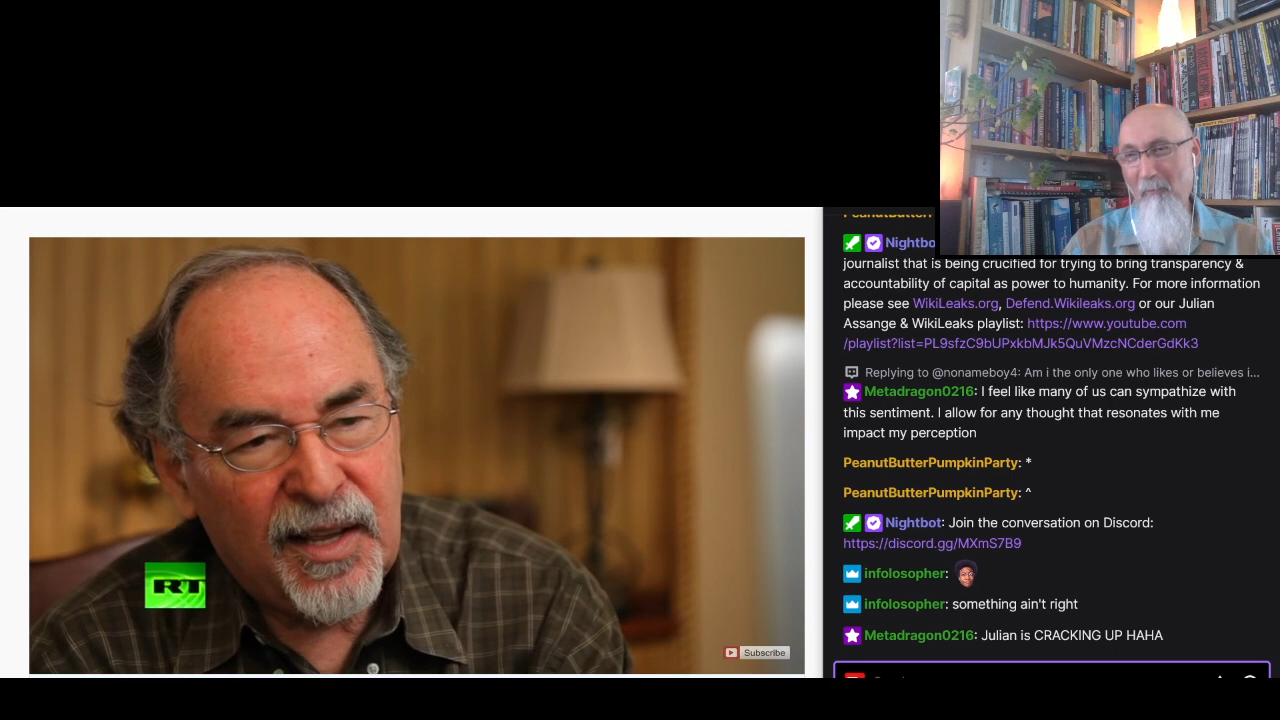 Nightbo
journalist that is being crucified for trying to bring transparency &
accountability of capital as power to humanity. For more information
please see WikiLeaks.org, Defend.Wikileaks.org or our Julian
Assange & WikiLeaks playlist: https://www.youtube.com
/playlist?list=PL9sfzC9bUPxkbMJk5QuVMzcNCderGdKk3
Replying to @nonameboy4: Am i the only one who likes or believes i...
Metadragon0216: I feel like many of us can sympathize with
this sentiment. I allow for any thought that resonates with me
impact my perception
PeanutButterPumpkinParty: *
PeanutButterPumpkinParty: ^
Nightbot: Join the conversation on Discord:
https://discord.gg/MXmS7B9
infolosopher:
infolosopher: something ain't right
Metadragon0216: Julian is CRACKING UP HAHA
RT
Subscribe